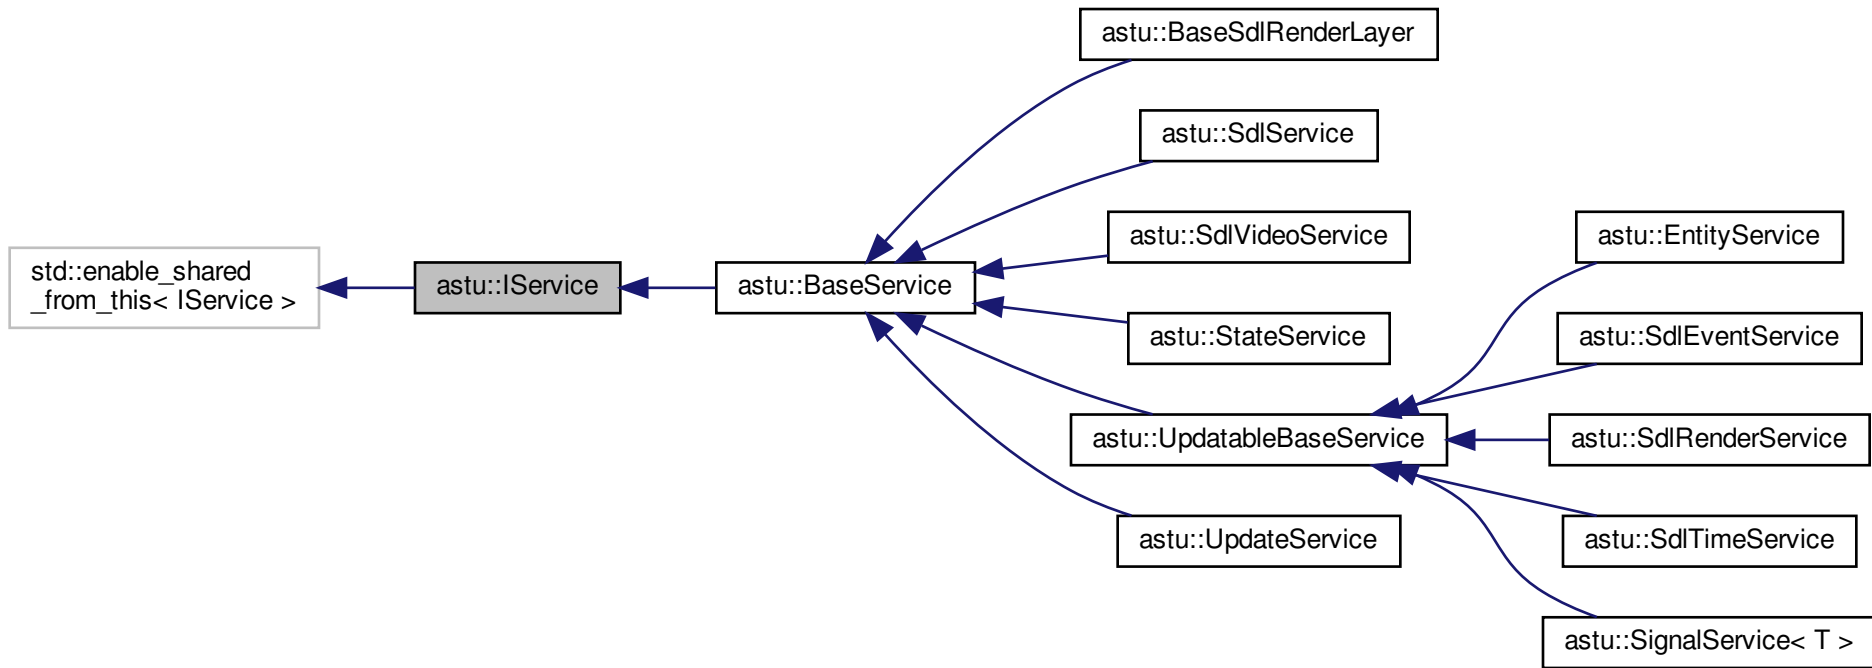 astu::BaseSdlRenderLayer
astu::SdlService
astu::SdlVideoService
astu::EntityService
std::enable_shared
_from_this< IService >
astu::IService
astu::BaseService
astu::StateService
astu::SdlEventService
astu::UpdatableBaseService
astu::SdlRenderService
astu::UpdateService
astu::SdlTimeService
astu::SignalService< T >